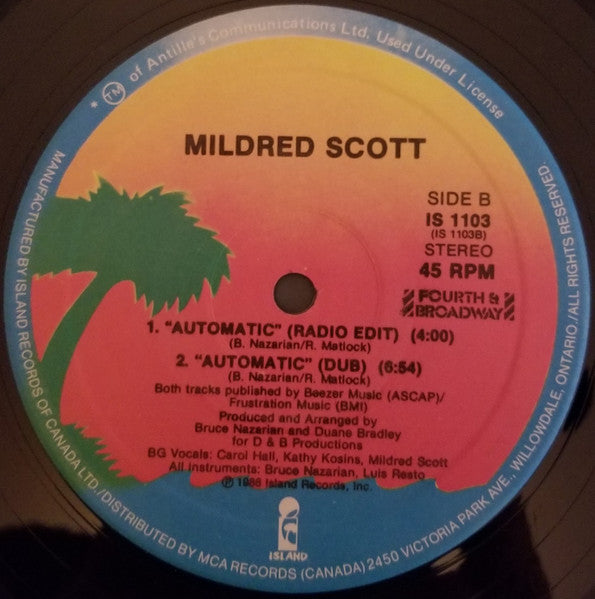 * TM of Antille's Communications Ltd. Used Under License
MILDRED SCOTT
SIDE B
IS 1103
(IS 1103B)
STEREO
45 RPM
FOURTH &
BROADWAY
1. "AUTOMATIC" (RADIO EDIT) (4:00)
(B. Nazarian/R. Matlock)
2. "AUTOMATIC" (DUB) (6:54)
(B. Nazarian/R. Matlock)
Both tracks published by Beezer Music (ASCAP)/
Frustration Music (BMI)
Produced and Arranged by
Bruce Nazarian and Duane Bradley
for D & B Productions
BG Vocals: Carol Hall, Kathy Kosins, Mildred Scott
All Instruments: Bruce Nazarian, Luis Resto
Ⓟ 1986 Island Records, Inc.
ISLAND
MANUFACTURED BY ISLAND RECORDS OF CANADA LTD./DISTRIBUTED BY MCA RECORDS (CANADA) 2450 VICTORIA PARK AVE., WILLOWDALE, ONTARIO./ALL RIGHTS RESERVED.